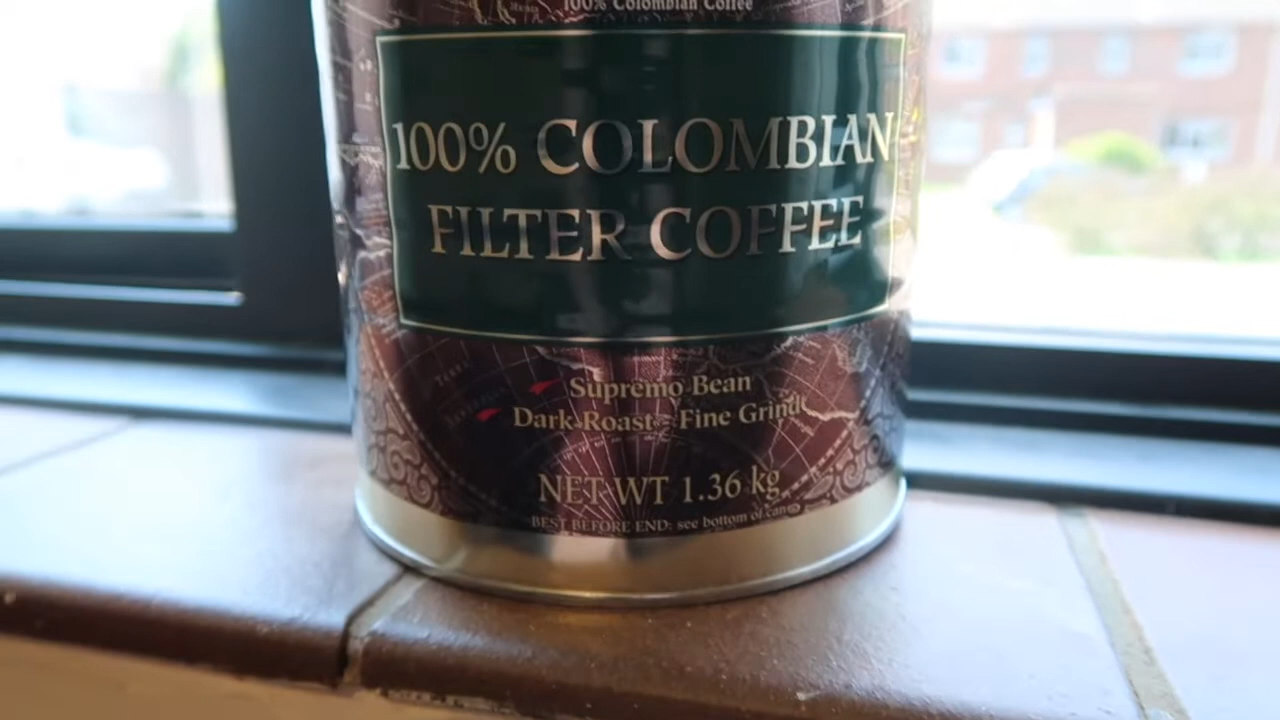 100% Colombian Coffee
100% COLOMBIAN
FILTER COFFEE
Supremo Bean
Dark Roast - Fine Grind
NET WT 1.36 kg
BEST BEFORE END: see bottom of can